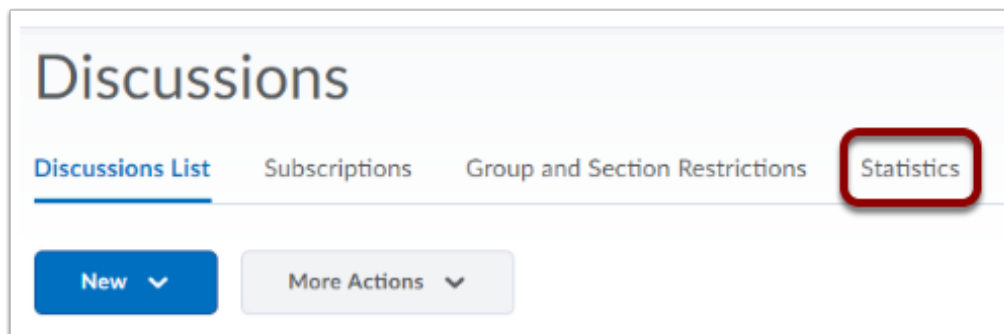 Discussions
Discussions List Subscriptions Group and Section Restrictions Statistics
New More Actions